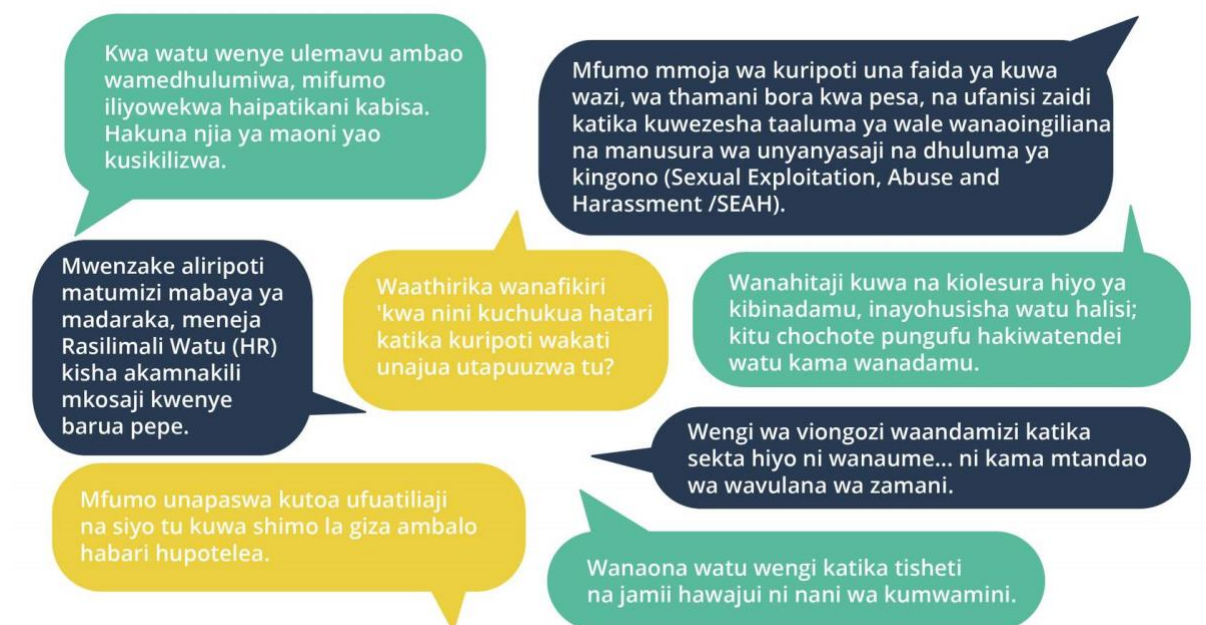 Kwa watu wenye ulemavu ambao
wamedhulumiwa, mifumo
iliyowekwa haipatikani kabisa.
Hakuna njia ya maoni yao
kusikilizwa.
Mfumo mmoja wa kuripoti una faida ya kuwa
wazi, wa thamani bora kwa pesa, na ufanisi zaidi
katika kuwezesha taaluma ya wale wanaoingiliana
na manusura wa unyanyasaji na dhuluma ya
kingono (Sexual Exploitation, Abuse and
Harassment /SEAH).
Mwenzake aliripoti
matumizi mabaya ya
madaraka, meneja
Rasilimali Watu (HR)
kisha akamnakili
mkosaji kwenye
barua pepe.
Waathirika wanafikiri
'kwa nini kuchukua hatari
katika kuripoti wakati
unajua utapuuzwa tu?
Wanahitaji kuwa na kiolesura hiyo ya
kibinadamu, inayohusisha watu halisi;
kitu chochote pungufu hakiwatendei
watu kama wanadamu.
Wengi wa viongozi waandamizi katika
sekta hiyo ni wanaume... ni kama mtandao
wa wavulana wa zamani.
Mfumo unapaswa kutoa ufuatiliaji
na siyo tu kuwa shimo la giza ambalo
habari hupotelea.
Wanaona watu wengi katika tisheti
na jamii hawajui ni nani wa kumwamini.